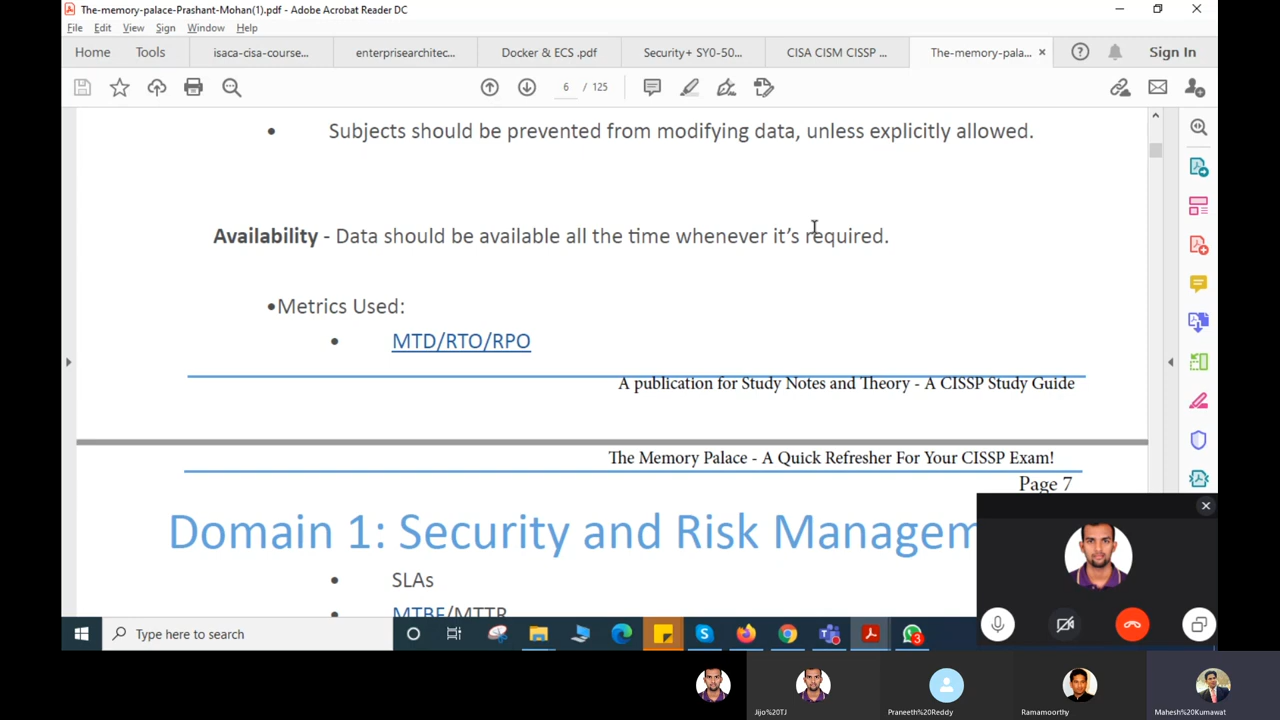 The-memory-palace-Prashant-Mohan(1).pdf - Adobe Acrobat Reader DC
File Edit View Sign Window Help
Home Tools isaca-cisa-course... enterprisearchitec... Docker & ECS .pdf Security+ SY0-50... CISA CISM CISSP ... The-memory-pala... Sign In
6 / 125
• Subjects should be prevented from modifying data, unless explicitly allowed.
Availability - Data should be available all the time whenever it’s required.
•Metrics Used:
• MTD/RTO/RPO
A publication for Study Notes and Theory - A CISSP Study Guide
The Memory Palace - A Quick Refresher For Your CISSP Exam!
Page 7
Domain 1: Security and Risk Managem
• SLAs
• MTBF/MTTR
Type here to search
3
Jijo%20TJ Praneeth%20Reddy Ramamoorthy Mahesh%20Kumawat